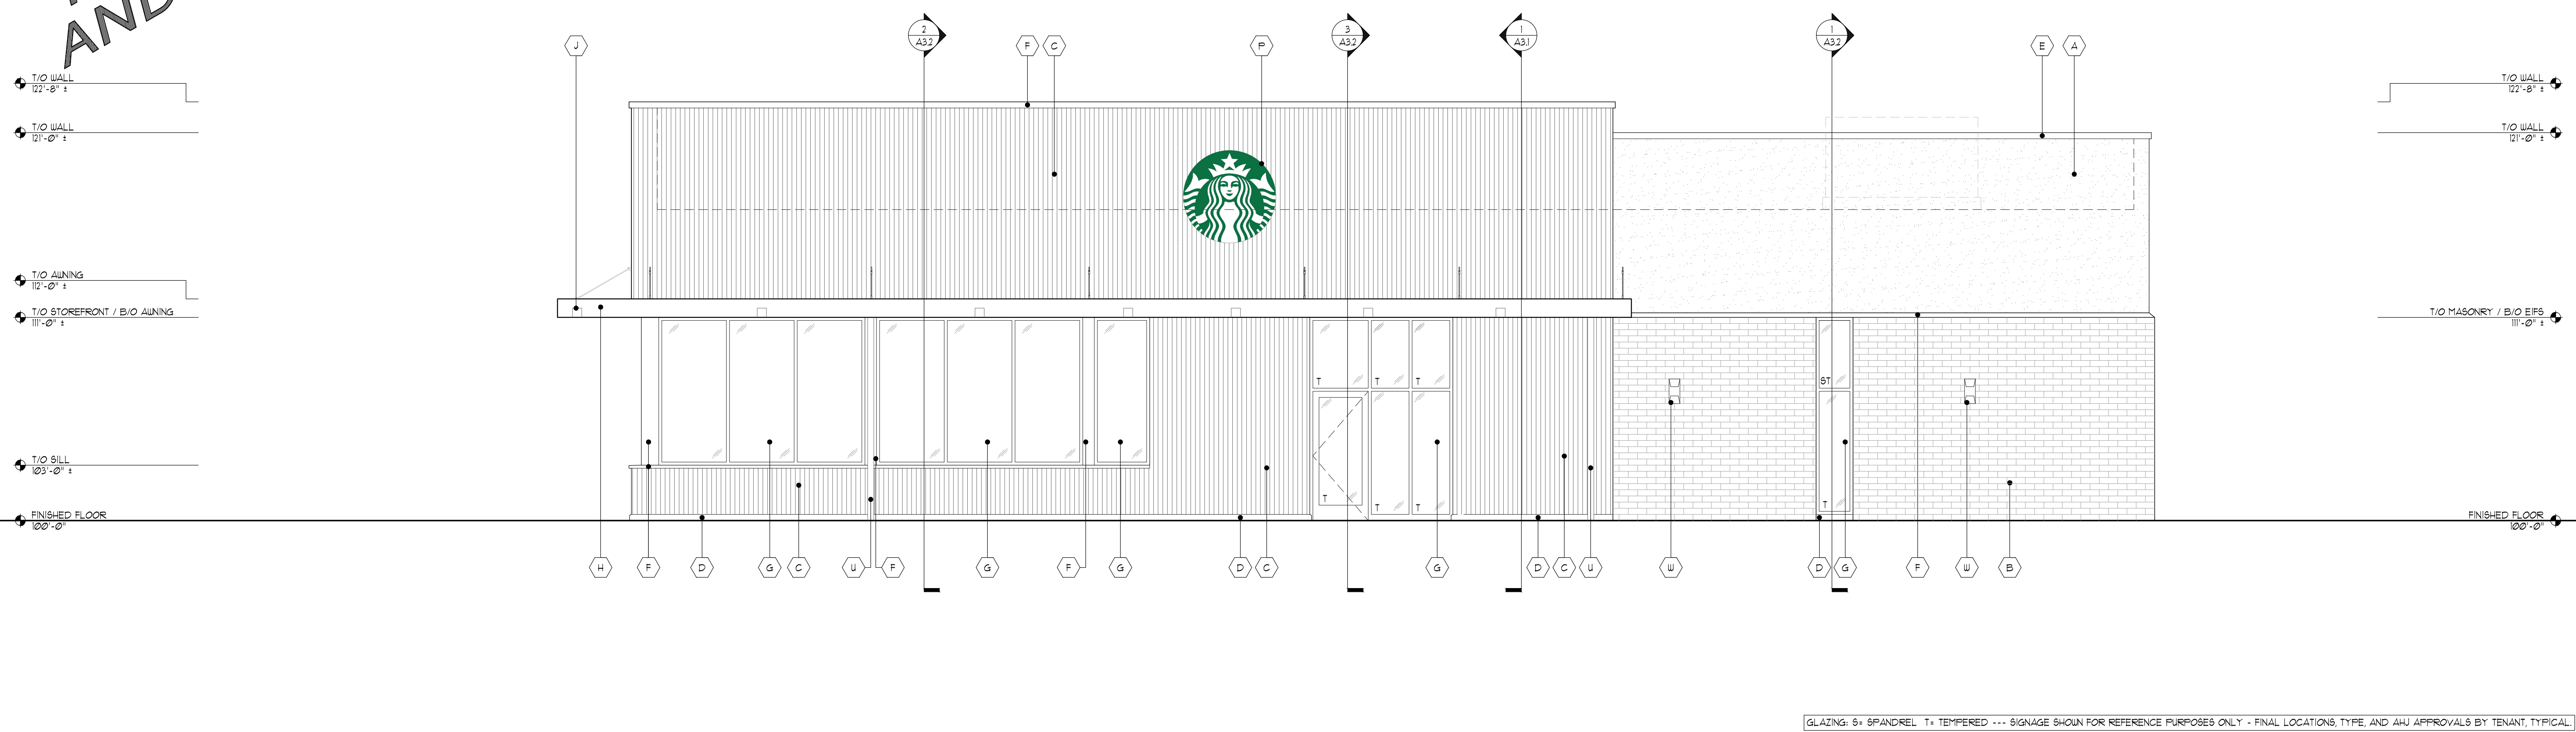 AND
J
2
A3.2
F
C
P
3
A3.2
1
A3.1
1
A3.2
E
A
T/O WALL
122'-8" ±
T/O WALL
122'-8" ±
T/O WALL
121'-0" ±
T/O WALL
121'-0" ±
T/O AWNING
112'-0" ±
T/O STOREFRONT / B/O AWNING
111'-0" ±
T/O MASONRY / B/O EIFS
111'-0" ±
T
T
T
ST
T/O SILL
103'-0" ±
T
T
T
T
FINISHED FLOOR
100'-0"
FINISHED FLOOR
100'-0"
H
F
D
G
C
U
F
G
F
G
D
C
G
D
C
U
W
D
G
F
W
B
GLAZING: S= SPANDREL T= TEMPERED --- SIGNAGE SHOWN FOR REFERENCE PURPOSES ONLY - FINAL LOCATIONS, TYPE, AND AHJ APPROVALS BY TENANT, TYPICAL.